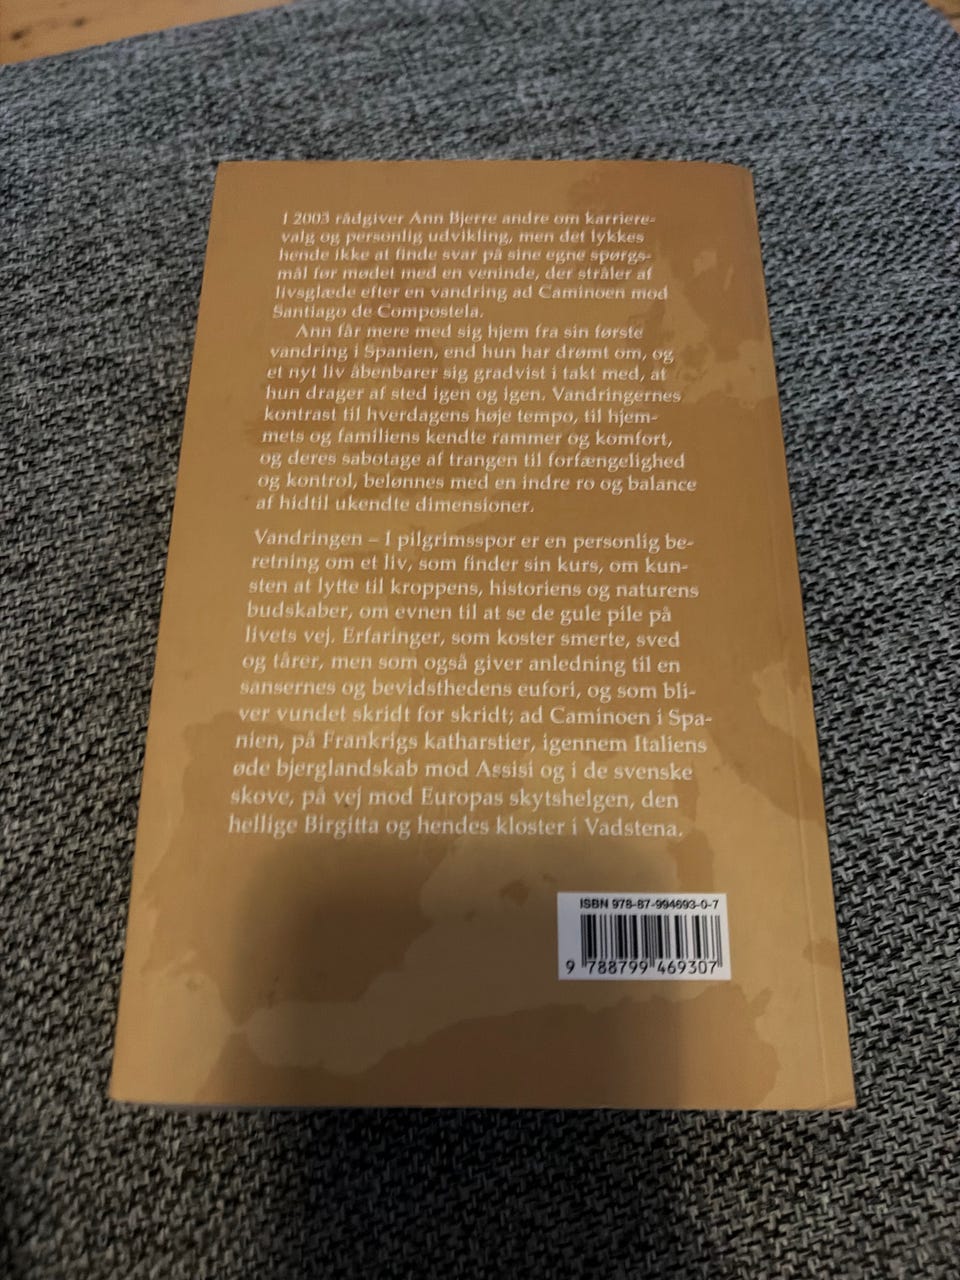 I 2003 rådgiver Ann Bjerre andre om karriere-
valg og personlig udvikling, men det lykkes
hende ikke at finde svar på sine egne spørgs-
mål før mødet med en veninde, der stråler af
livsglæde efter en vandring ad Caminoen mod
Santiago de Compostela.
Ann får mere med sig hjem fra sin første
vandring i Spanien, end hun har drømt om, og
et nyt liv åbenbarer sig gradvist i takt med, at
hun drager af sted igen og igen. Vandringernes
kontrast til hverdagens høje tempo, til hjem-
mets og familiens kendte rammer og komfort,
og deres sabotage af trangen til forfængelighed
og kontrol, belønnes med en indre ro og balance
af hidtil ukendte dimensioner.
Vandringen – I pilgrimsspor er en personlig be-
retning om et liv, som finder sin kurs, om kun-
sten at lytte til kroppens, historiens og naturens
budskaber, om evnen til at se de gule pile på
livets vej. Erfaringer, som koster smerte, sved
og tårer, men som også giver anledning til en
sansernes og bevidsthedens eufori, og som bli-
ver vundet skridt for skridt; ad Caminoen i Spa-
nien, på Frankrigs katharstier, igennem Italiens
øde bjerglandskab mod Assisi og i de svenske
skove, på vej mod Europas skytshelgen, den
hellige Birgitta og hendes kloster i Vadstena.
ISBN 978-87-994693-0-7
9 788799 469307